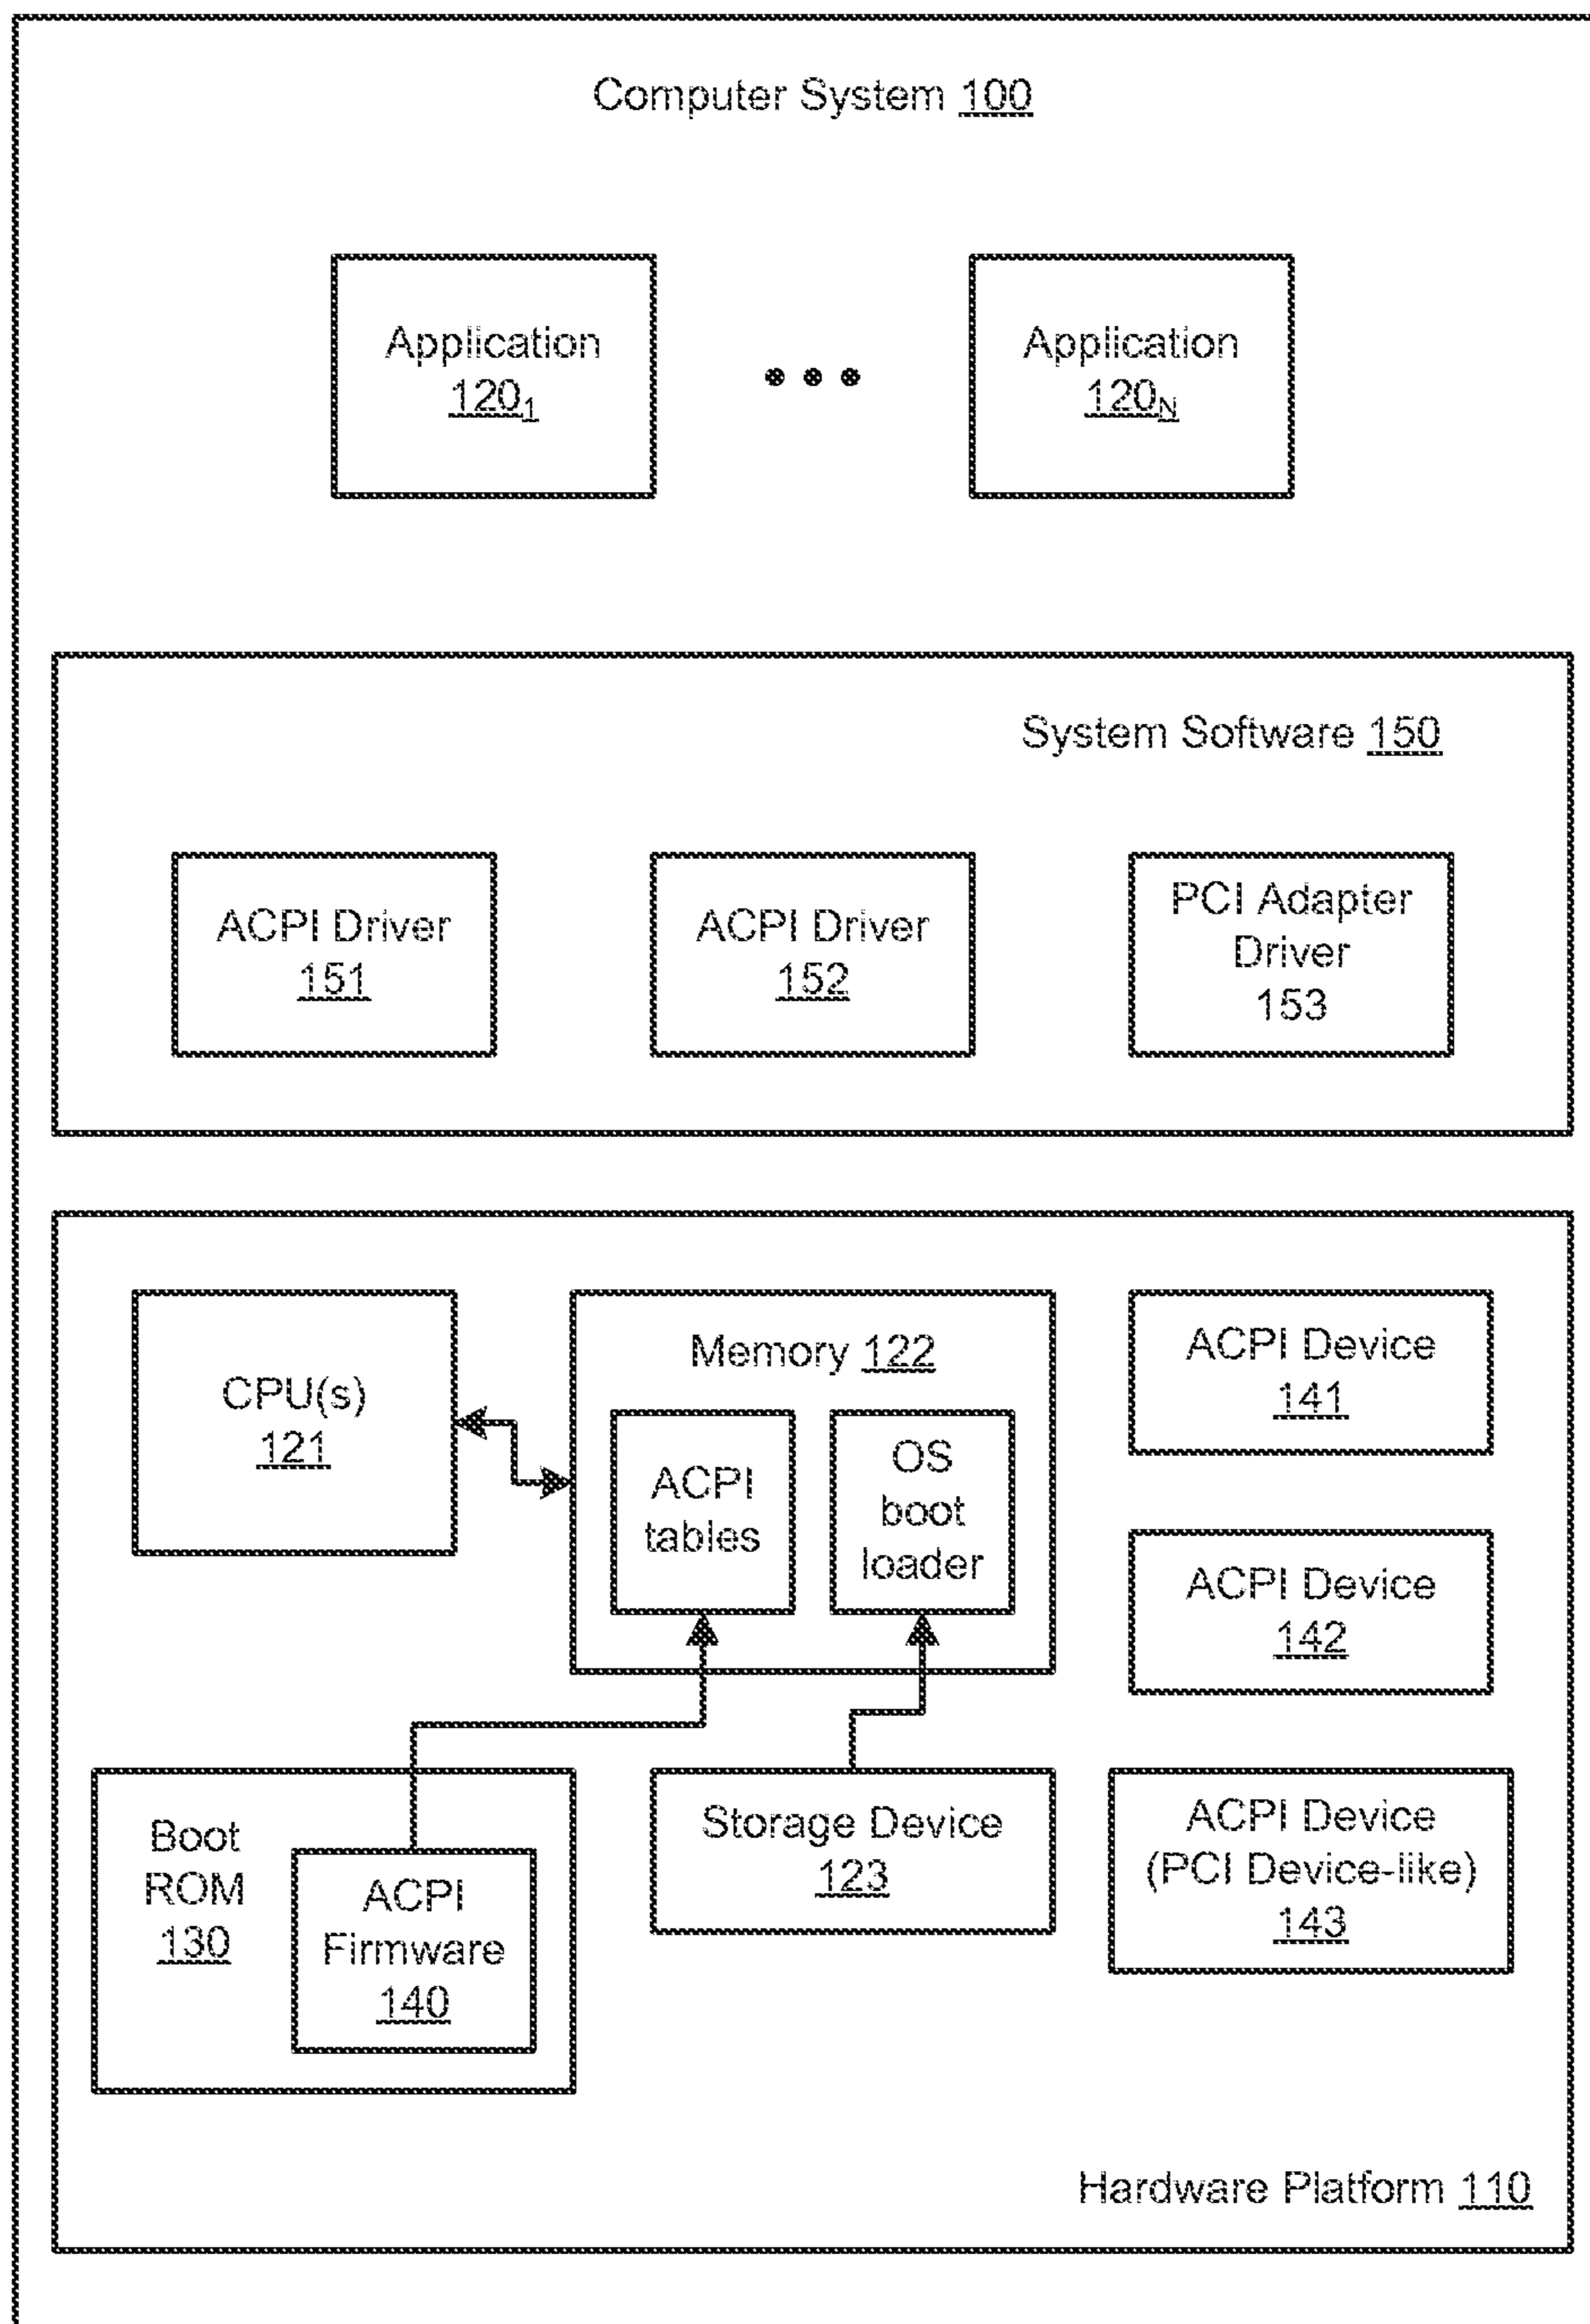 Computer System 100
Application
120₁
Application
120N
System Software 150
ACPI Driver
151
ACPI Driver
152
PCI Adapter
Driver
153
CPU(s)
121
Memory 122
ACPI
tables
OS
boot
loader
ACPI Device
141
ACPI Device
142
Boot
ROM
130
ACPI
Firmware
140
Storage Device
123
ACPI Device
(PCI Device-like)
143
Hardware Platform 110